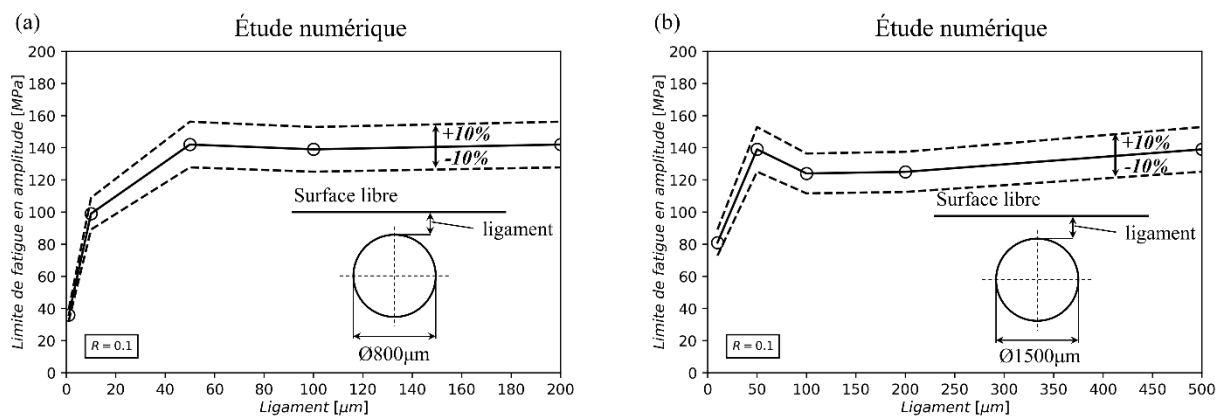 (a)
Étude numérique
Limite de fatigue en amplitude [MPa]
200
180
160
140
120
100
80
60
40
20
0
+10%
-10%
Surface libre
ligament
Ø800µm
R = 0.1
0 20 40 60 80 100 120 140 160 180 200
Ligament [µm]
(b)
Étude numérique
Limite de fatigue en amplitude [MPa]
200
180
160
140
120
100
80
60
40
20
0
+10%
-10%
Surface libre
ligament
Ø1500µm
R = 0.1
0 50 100 150 200 250 300 350 400 450 500
Ligament [µm]